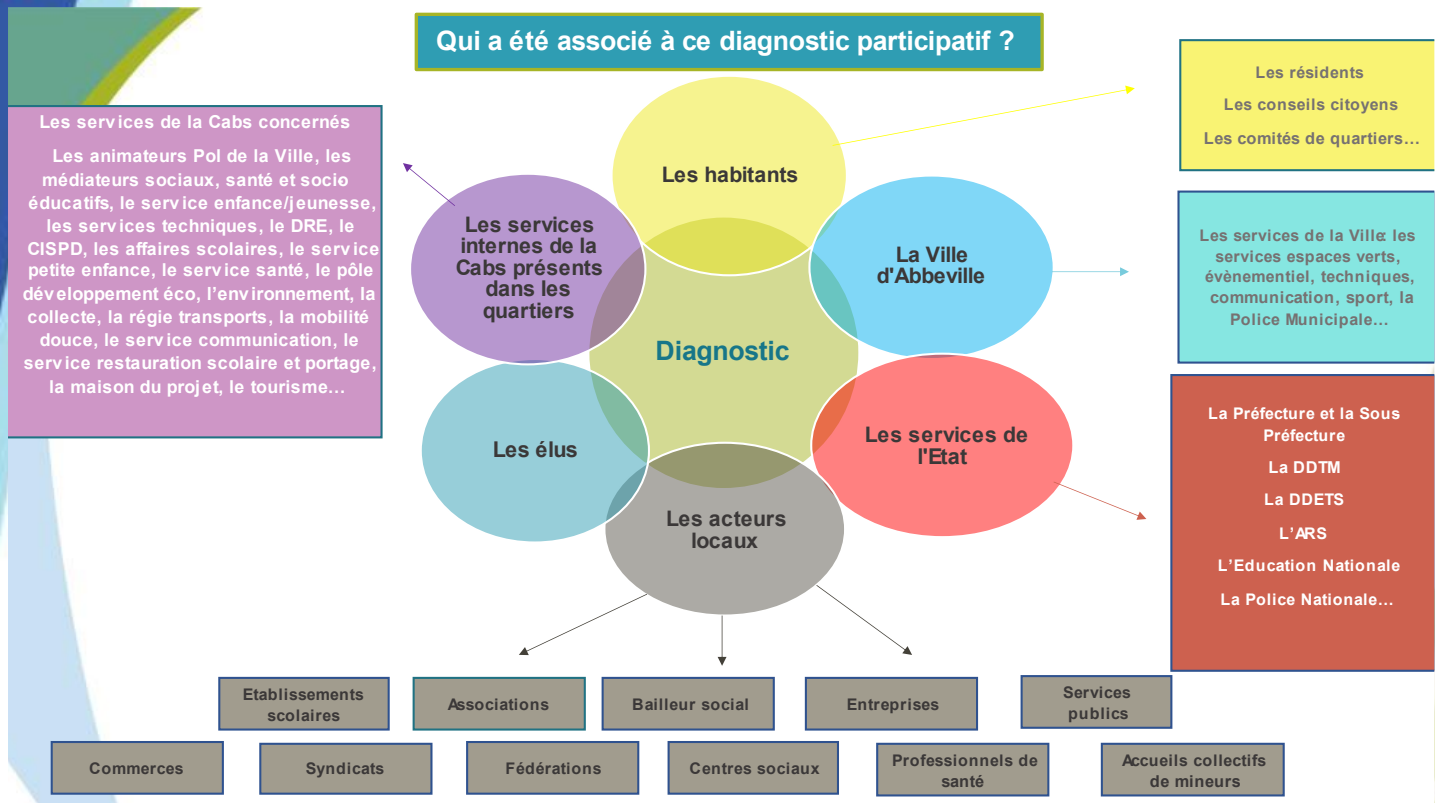 Qui a été associé à ce diagnostic participatif ?
Les services de la Cabs concernés
Les animateurs Pol de la Ville, les
médiateurs sociaux, santé et socio
éducatifs, le service enfance/jeunesse,
les services techniques, le DRE, le
CISPD, les affaires scolaires, le service
petite enfance, le service santé, le pôle
développement éco, l'environnement, la
collecte, la régie transports, la mobilité
douce, le service communication, le
service restauration scolaire et portage,
la maison du projet, le tourisme…
Les habitants
Les services
internes de la
Cabs présents
dans les
quartiers
La Ville
d'Abbeville
Diagnostic
Les élus
Les services de
l'Etat
Les acteurs
locaux
Les résidents
Les conseils citoyens
Les comités de quartiers…
Les services de la Ville: les
services espaces verts,
évènementiel, techniques,
communication, sport, la
Police Municipale…
La Préfecture et la Sous
Préfecture
La DDTM
La DDETS
L'ARS
L'Education Nationale
La Police Nationale…
Etablissements
scolaires
Associations
Bailleur social
Entreprises
Services
publics
Commerces
Syndicats
Fédérations
Centres sociaux
Professionnels de
santé
Accueils collectifs
de mineurs